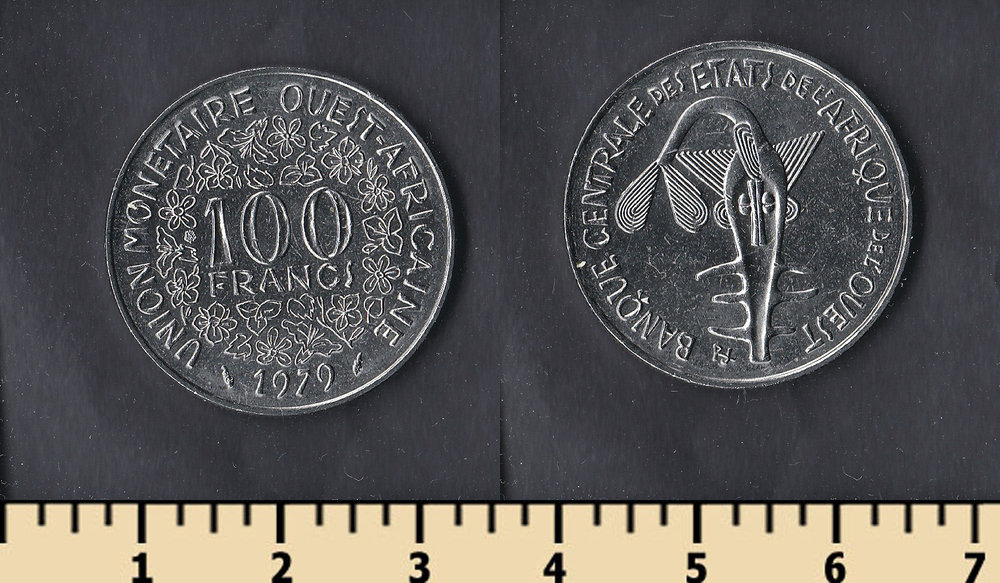 UNION MONETAIRE OUEST-AFRICAINE
100
FRANCS
1979
BANQUE CENTRALE DES ETATS DE L'AFRIQUE DE L'OUEST
1 2 3 4 5 6 7